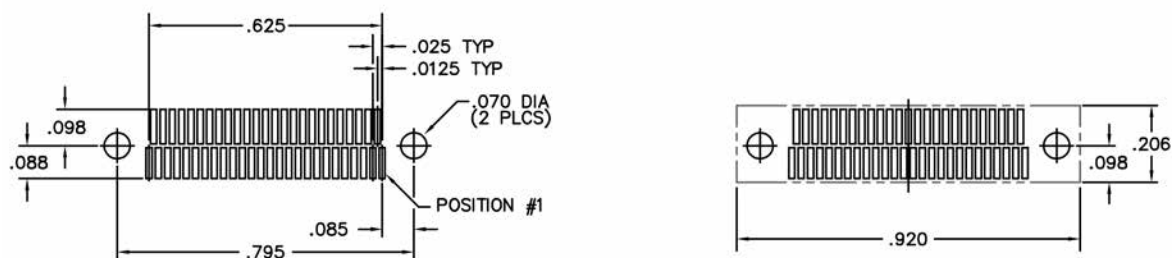 .625
.025 TYP
.0125 TYP
.070 DIA
(2 PLCS)
.098
.088
POSITION #1
.085
.795
.206
.098
.920